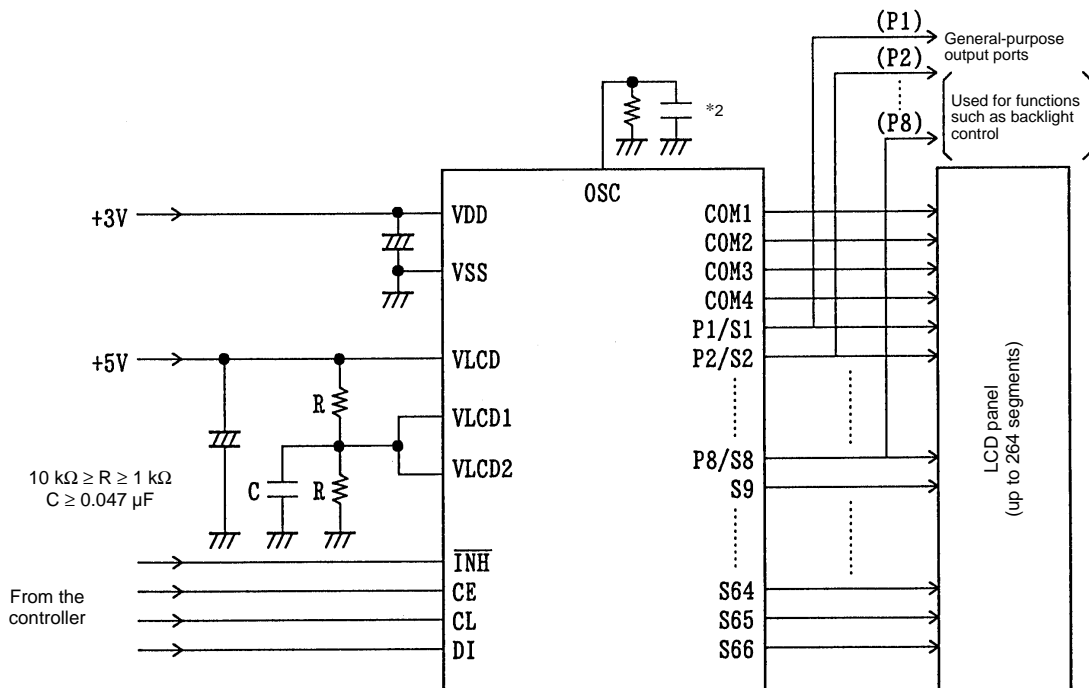 (P1)
General-purpose
output ports
(P2)
(P8)
Used for functions
such as backlight
control
*2
OSC
+3V
VDD
VSS
+5V
VLCD
R
VLCD1
VLCD2
C
R
10 kΩ ≥ R ≥ 1 kΩ
C ≥ 0.047 µF
From the
controller
INH
CE
CL
DI
COM1
COM2
COM3
COM4
P1/S1
P2/S2
P8/S8
S9
S64
S65
S66
LCD panel
(up to 264 segments)